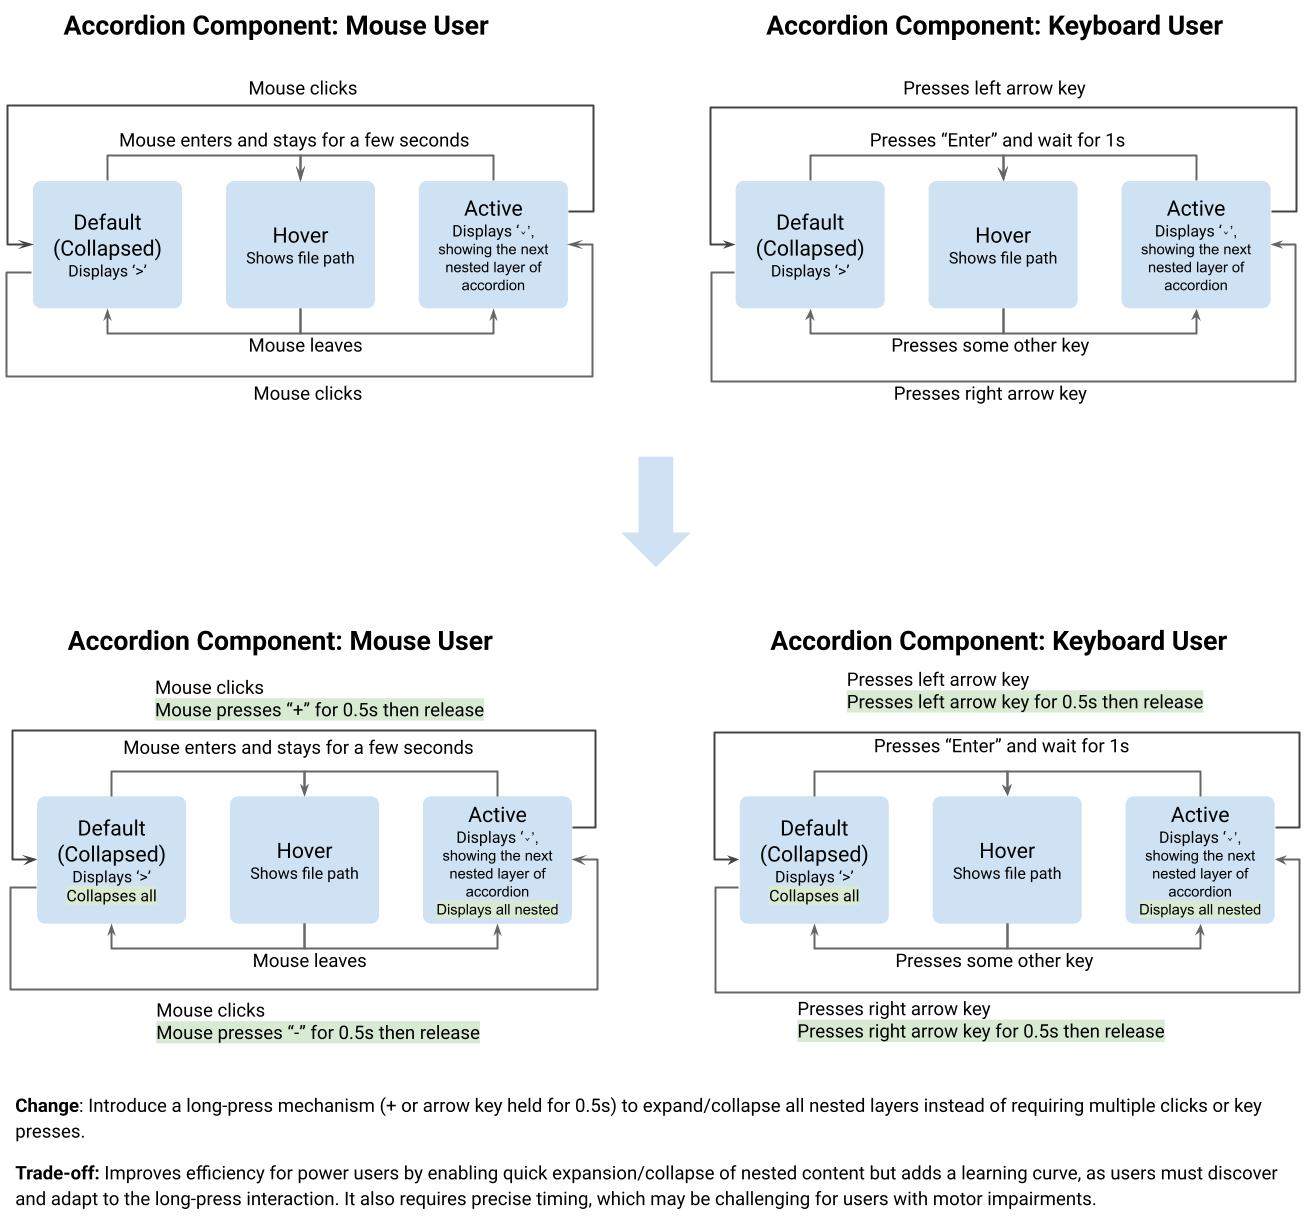 Accordion Component: Mouse User
Mouse clicks
Mouse enters and stays for a few seconds
Default
(Collapsed)
Displays ‘>’
Hover
Shows file path
Active
Displays ‘⌄’,
showing the next
nested layer of
accordion
Mouse leaves
Mouse clicks
Accordion Component: Keyboard User
Presses left arrow key
Presses “Enter” and wait for 1s
Default
(Collapsed)
Displays ‘>’
Hover
Shows file path
Active
Displays ‘⌄’,
showing the next
nested layer of
accordion
Presses some other key
Presses right arrow key
Accordion Component: Mouse User
Mouse clicks
Mouse presses “+” for 0.5s then release
Mouse enters and stays for a few seconds
Default
(Collapsed)
Displays ‘>’
Collapses all
Hover
Shows file path
Active
Displays ‘⌄’,
showing the next
nested layer of
accordion
Displays all nested
Mouse leaves
Mouse clicks
Mouse presses “-” for 0.5s then release
Accordion Component: Keyboard User
Presses left arrow key
Presses left arrow key for 0.5s then release
Presses “Enter” and wait for 1s
Default
(Collapsed)
Displays ‘>’
Collapses all
Hover
Shows file path
Active
Displays ‘⌄’,
showing the next
nested layer of
accordion
Displays all nested
Presses some other key
Presses right arrow key
Presses right arrow key for 0.5s then release
Change: Introduce a long-press mechanism (+ or arrow key held for 0.5s) to expand/collapse all nested layers instead of requiring multiple clicks or key
presses.
Trade-off: Improves efficiency for power users by enabling quick expansion/collapse of nested content but adds a learning curve, as users must discover
and adapt to the long-press interaction. It also requires precise timing, which may be challenging for users with motor impairments.